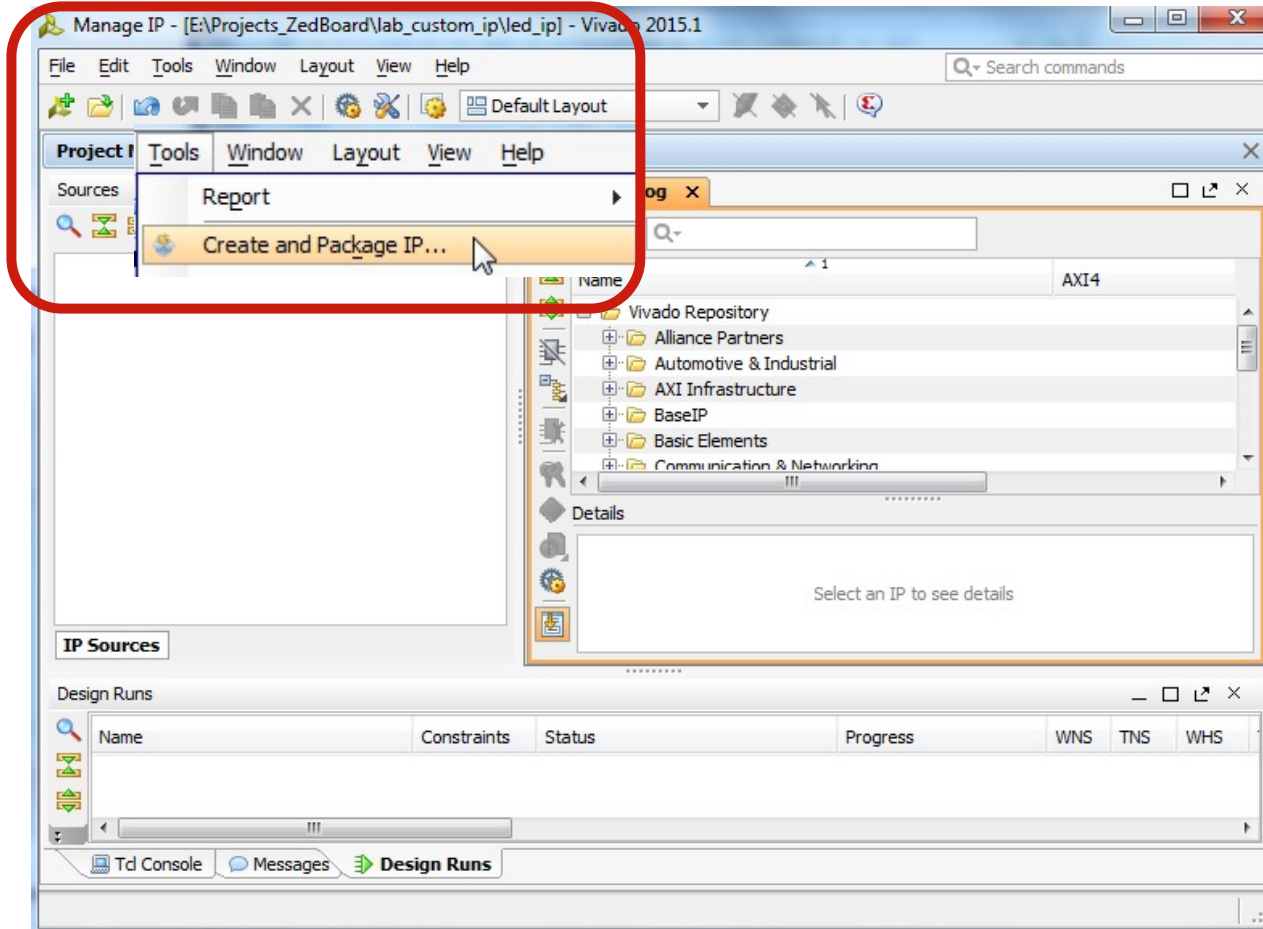 Manage IP - [E:\Projects_ZedBoard\lab_custom_ip\led_ip] - Vivado 2015.1
File Edit Tools Window Layout View Help
Search commands
Default Layout
Project
Tools Window Layout View Help
Sources
Report
Create and Package IP...
og
Name
1
AXI4
Vivado Repository
Alliance Partners
Automotive & Industrial
AXI Infrastructure
BaseIP
Basic Elements
Communication & Networking
Details
Select an IP to see details
IP Sources
Design Runs
Name Constraints Status Progress WNS TNS WHS
Tcl Console Messages Design Runs